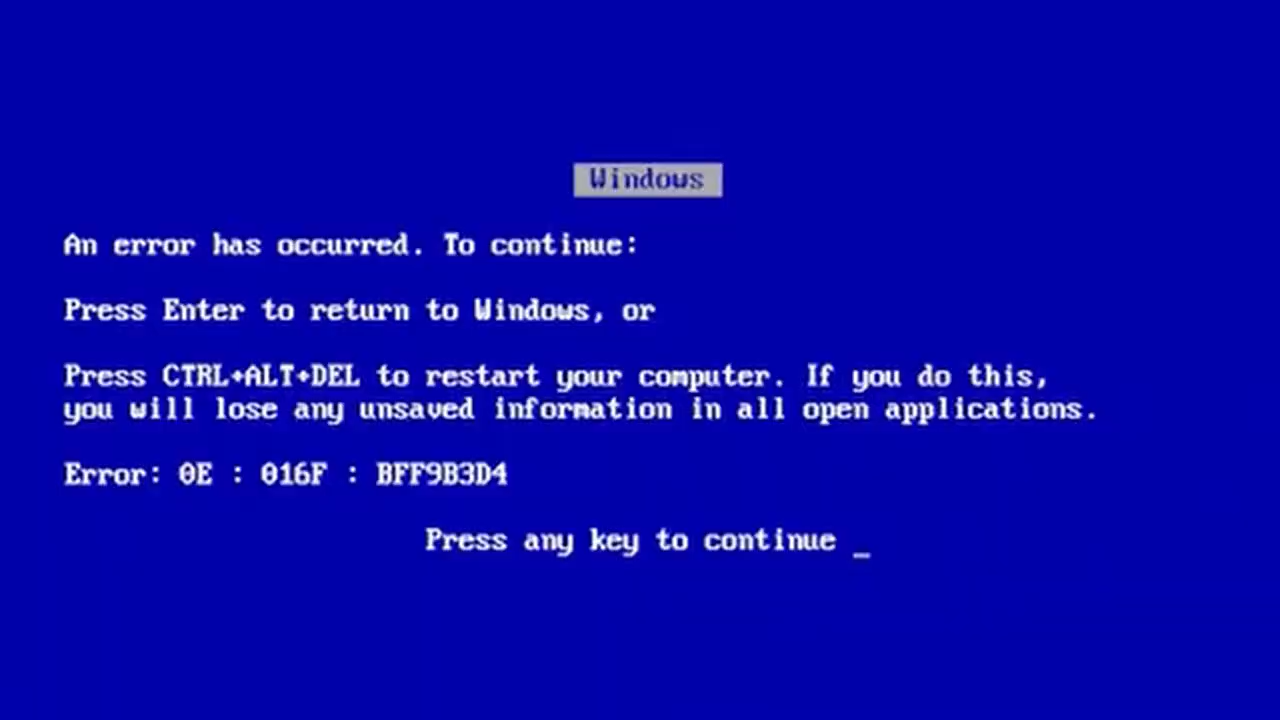 Windows
An error has occurred. To continue:
Press Enter to return to Windows, or
Press CTRL+ALT+DEL to restart your computer. If you do this,
you will lose any unsaved information in all open applications.
Error: 0E : 016F : BFF9B3D4
Press any key to continue _